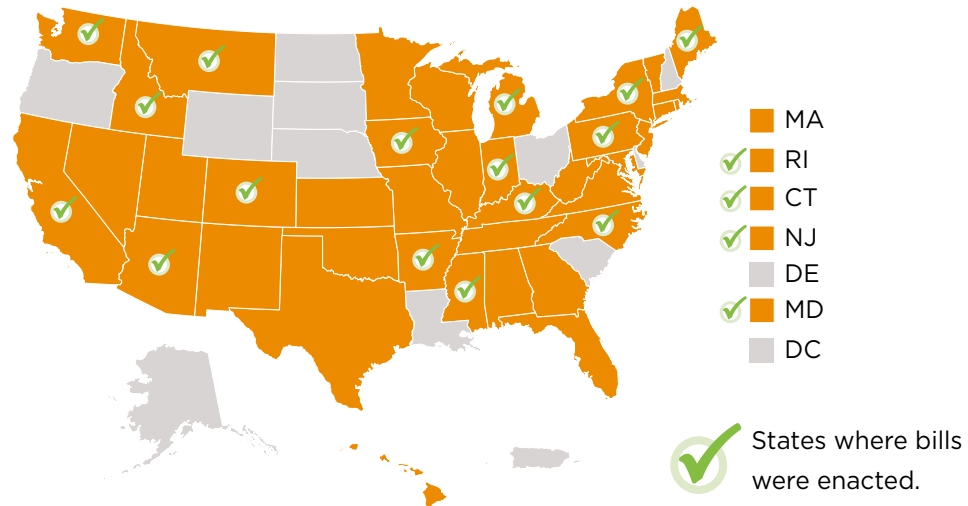 MA
RI
CT
NJ
DE
MD
DC
States where bills
were enacted.